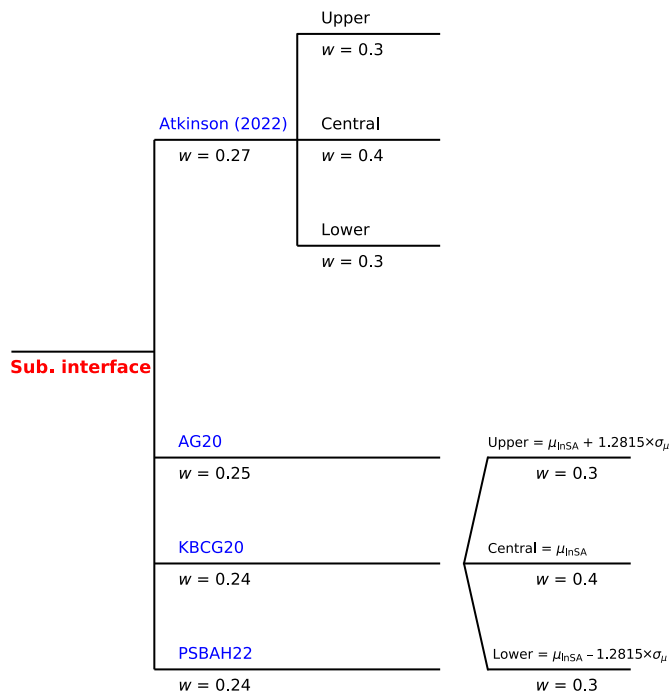 Upper
w = 0.3
Atkinson (2022)
w = 0.27
Central
w = 0.4
Lower
w = 0.3
Sub. interface
AG20
w = 0.25
Upper = μlnSA + 1.2815×σμ
w = 0.3
KBCG20
w = 0.24
Central = μlnSA
w = 0.4
PSBAH22
w = 0.24
Lower = μlnSA – 1.2815×σμ
w = 0.3